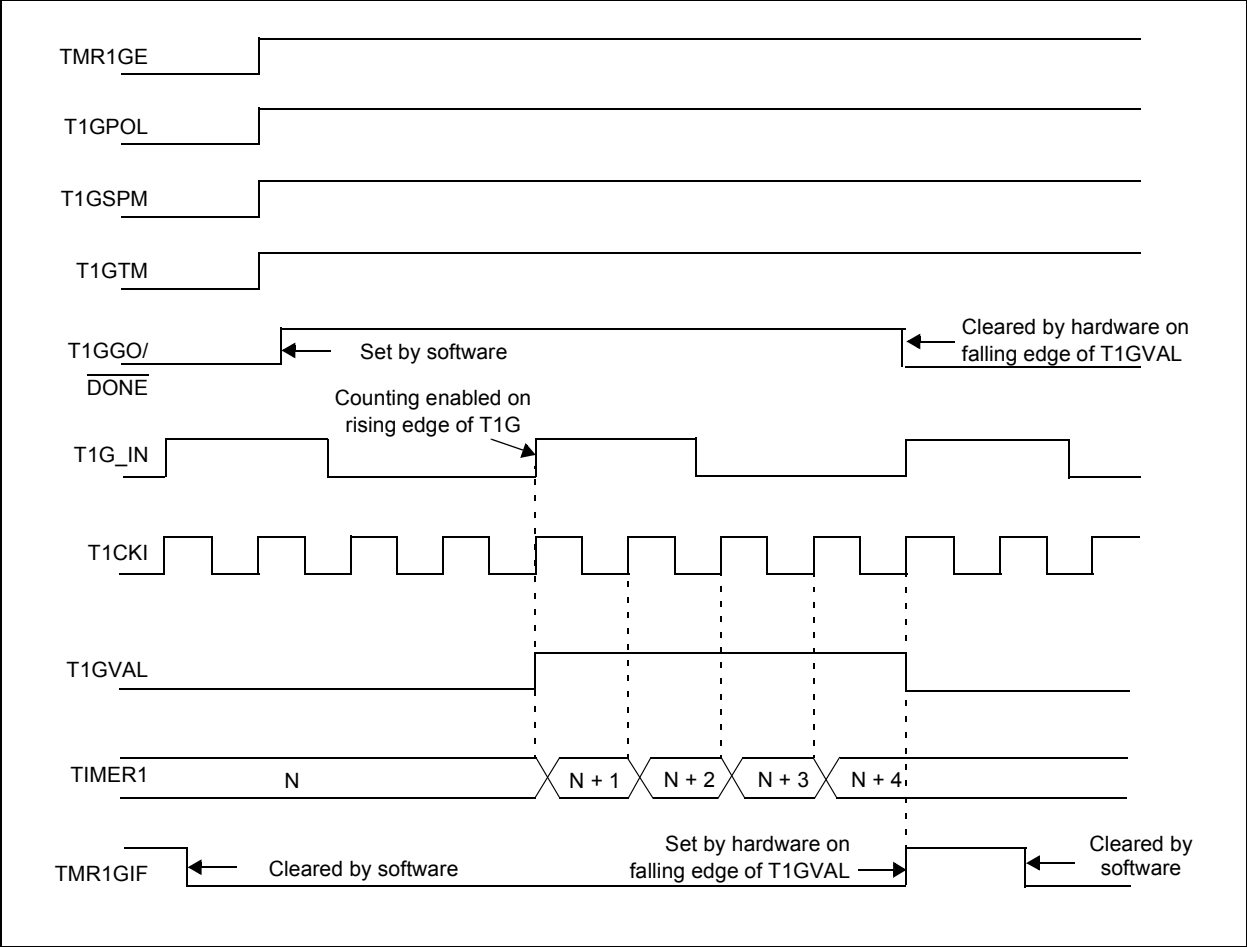 TMR1GE
T1GPOL
T1GSPM
T1GTM
T1GGO/
DONE
Set by software
Cleared by hardware on
falling edge of T1GVAL
Counting enabled on
rising edge of T1G
T1G_IN
T1CKI
T1GVAL
TIMER1
N
N + 1
N + 2
N + 3
N + 4
TMR1GIF
Cleared by software
Set by hardware on
falling edge of T1GVAL
Cleared by
software